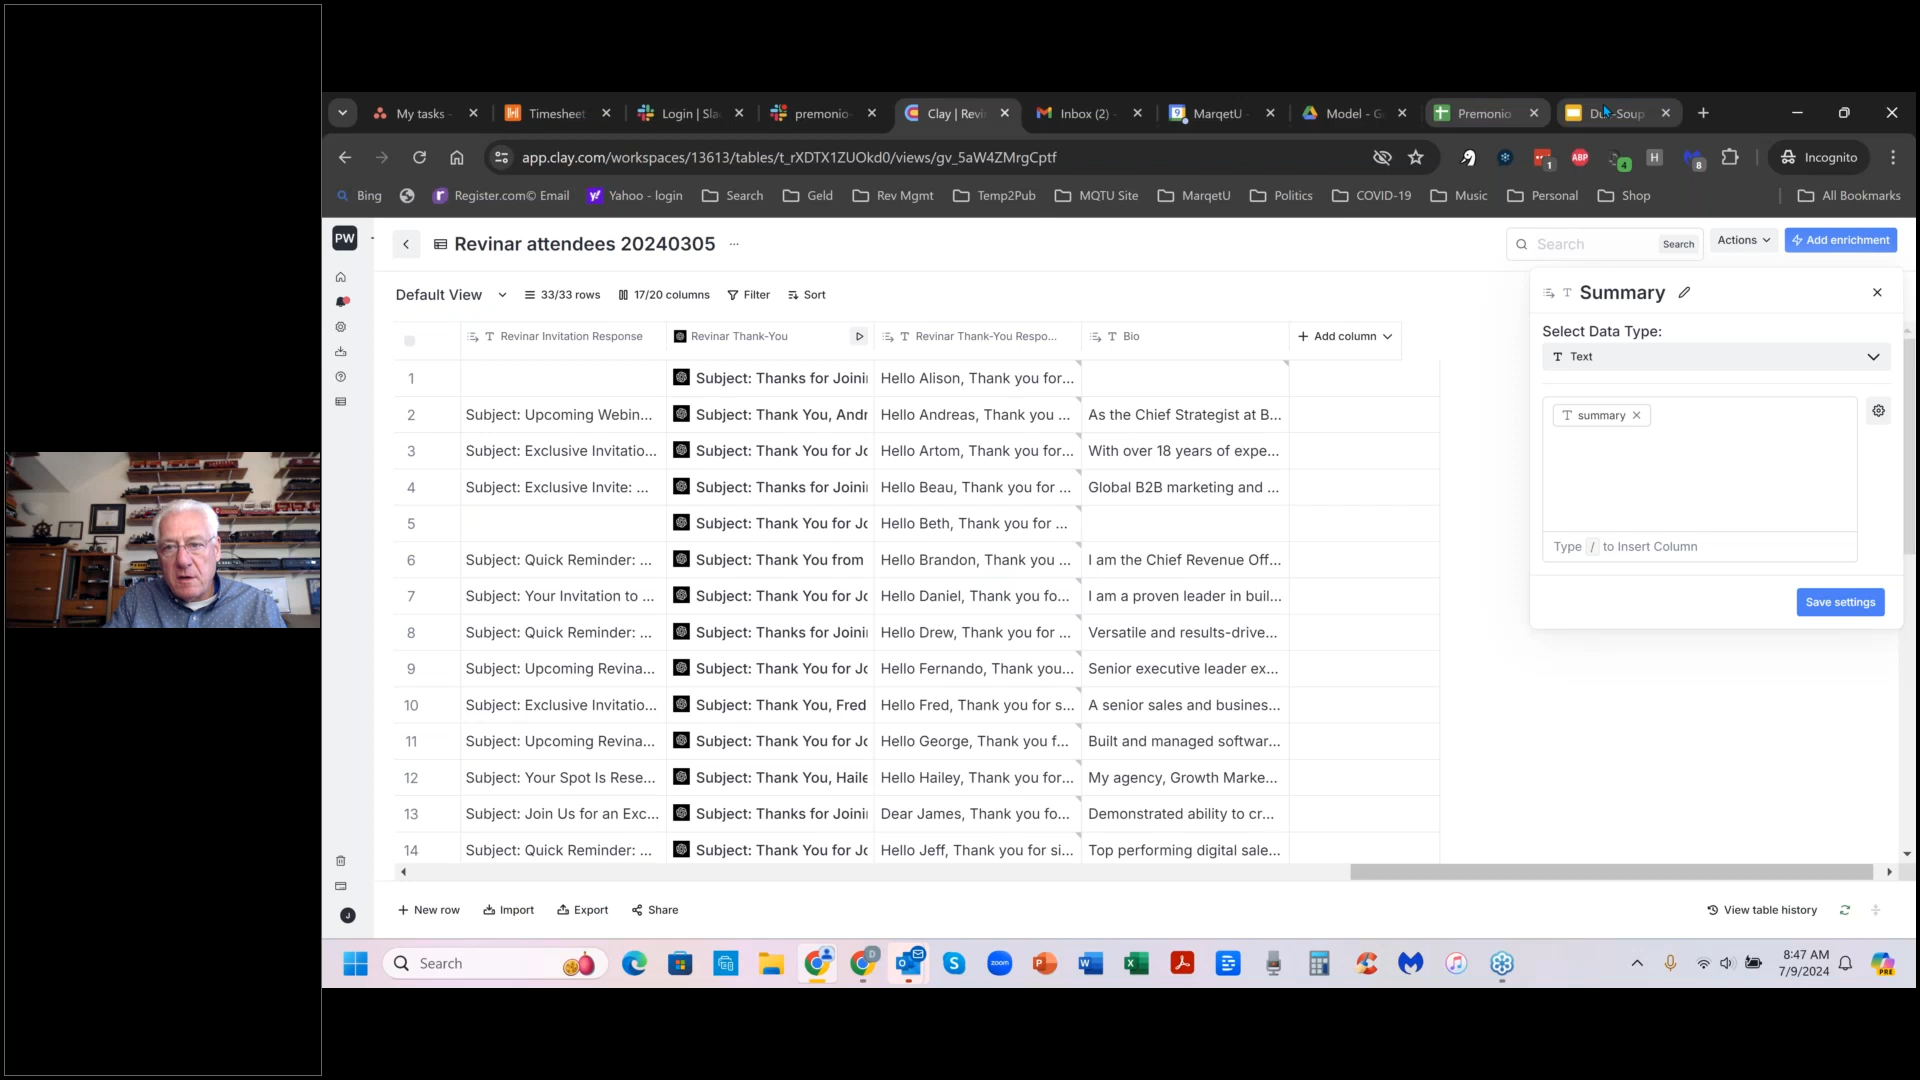 My tasks -
Timesheet
Login | Sla
premonio
Clay | Revi
Inbox (2) -
MarqetU -
Model - G
Premonio
Du -Soup
app.clay.com/workspaces/13613/tables/t_rXDTX1ZUOkd0/views/gv_5aW4ZMrgCptf
1
ABP
4
H
8
Incognito
Bing
Register.com© Email
Yahoo - login
Search
Geld
Rev Mgmt
Temp2Pub
MQTU Site
MarqetU
Politics
COVID-19
Music
Personal
Shop
All Bookmarks
PW
Revinar attendees 20240305
Search
Search
Actions
Add enrichment
Default View
33/33 rows
17/20 columns
Filter
Sort
Revinar Invitation Response
Revinar Thank-You
T Revinar Thank-You Respo...
T Bio
Add column
1 Subject: Thanks for Joini Hello Alison, Thank you for...
2 Subject: Upcoming Webin... Subject: Thank You, Andr Hello Andreas, Thank you ... As the Chief Strategist at B...
3 Subject: Exclusive Invitatio... Subject: Thank You for Jo Hello Artom, Thank you for... With over 18 years of expe...
4 Subject: Exclusive Invite: ... Subject: Thanks for Joini Hello Beau, Thank you for ... Global B2B marketing and ...
5 Subject: Thank You for Jo Hello Beth, Thank you for ...
6 Subject: Quick Reminder: ... Subject: Thank You from Hello Brandon, Thank you ... I am the Chief Revenue Off...
7 Subject: Your Invitation to ... Subject: Thank You for Jo Hello Daniel, Thank you fo... I am a proven leader in buil...
8 Subject: Quick Reminder: ... Subject: Thanks for Joini Hello Drew, Thank you for ... Versatile and results-drive...
9 Subject: Upcoming Revina... Subject: Thank You for Jo Hello Fernando, Thank you... Senior executive leader ex...
10 Subject: Exclusive Invitatio... Subject: Thank You, Fred Hello Fred, Thank you for s... A senior sales and busines...
11 Subject: Upcoming Revina... Subject: Thank You for Jo Hello George, Thank you f... Built and managed softwar...
12 Subject: Your Spot Is Rese... Subject: Thank You, Haile Hello Hailey, Thank you for... My agency, Growth Marke...
13 Subject: Join Us for an Exc... Subject: Thanks for Joini Dear James, Thank you fo... Demonstrated ability to cr...
14 Subject: Quick Reminder: ... Subject: Thank You for Jo Hello Jeff, Thank you for si... Top performing digital sale...
T Summary
Select Data Type:
T Text
T summary
Type / to Insert Column
Save settings
J
New row
Import
Export
Share
View table history
Search
D
zoom
8:47 AM
7/9/2024
PRE